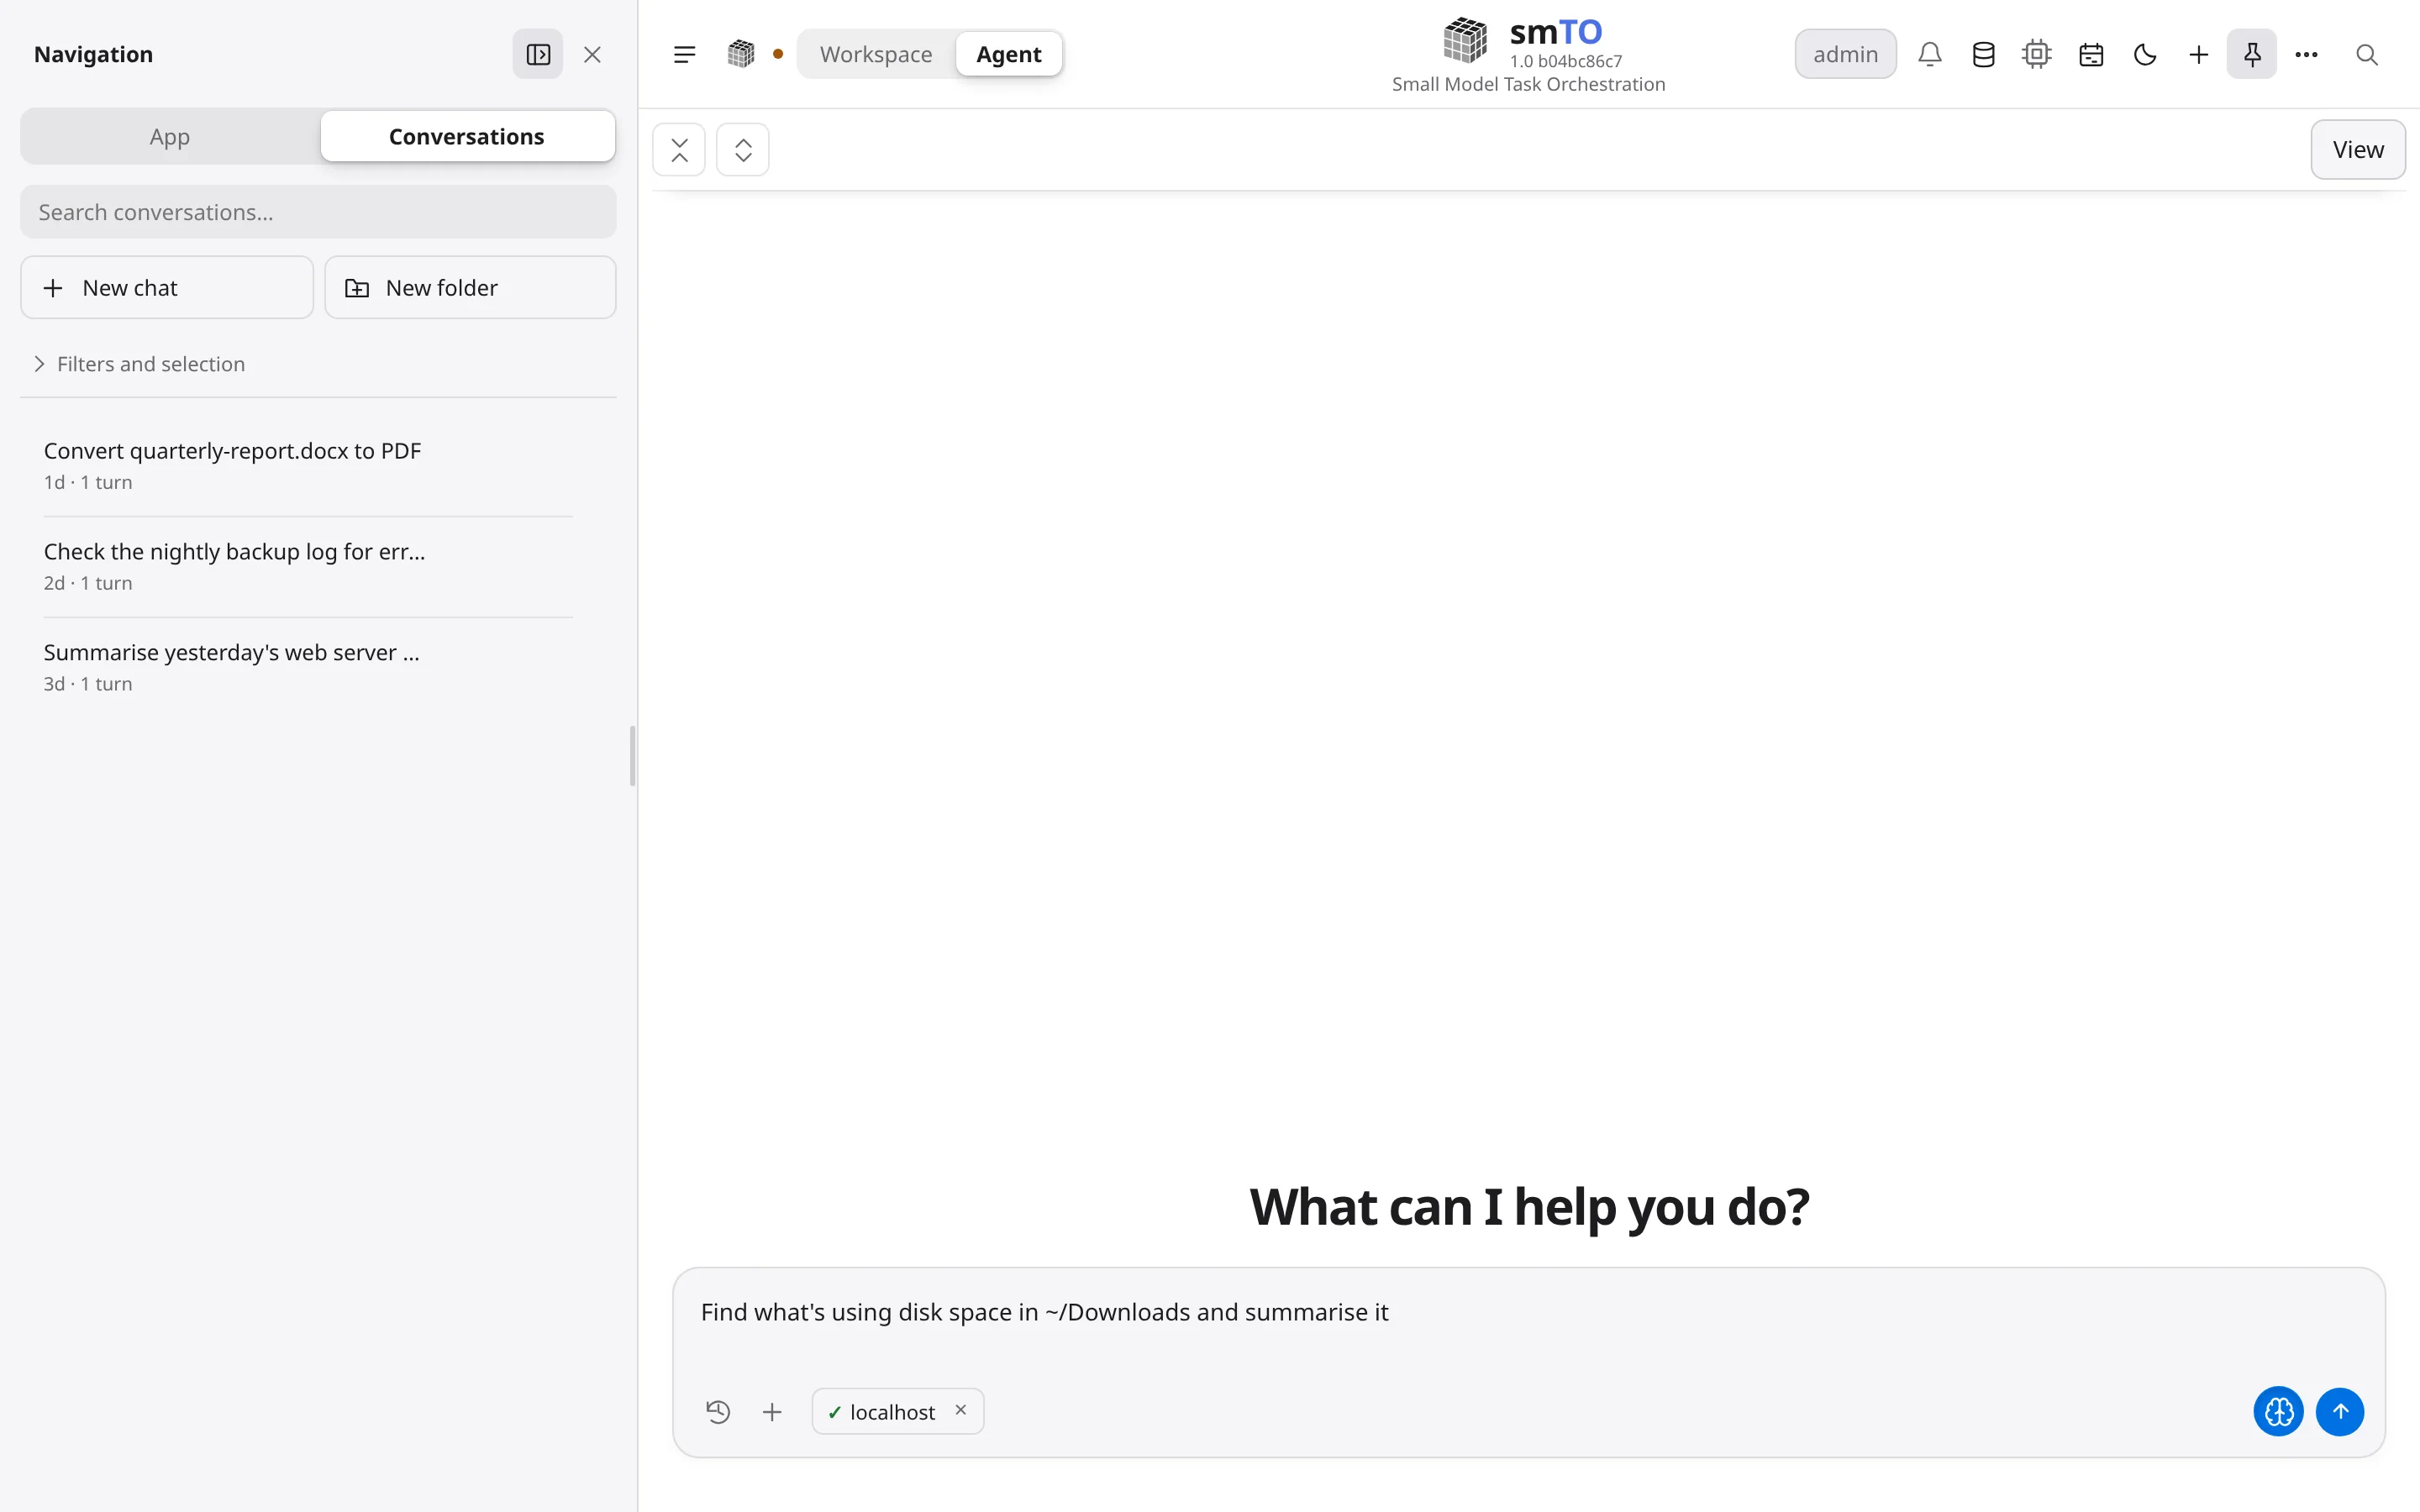 Navigation
App
Conversations
Search conversations...
New chat
New folder
Filters and selection
Convert quarterly-report.docx to PDF
1d · 1 turn
Check the nightly backup log for err...
2d · 1 turn
Summarise yesterday's web server ...
3d · 1 turn
Workspace
Agent
smTO
1.0 b04bc86c7
Small Model Task Orchestration
admin
View
What can I help you do?
Find what's using disk space in ~/Downloads and summarise it
✓ localhost ×